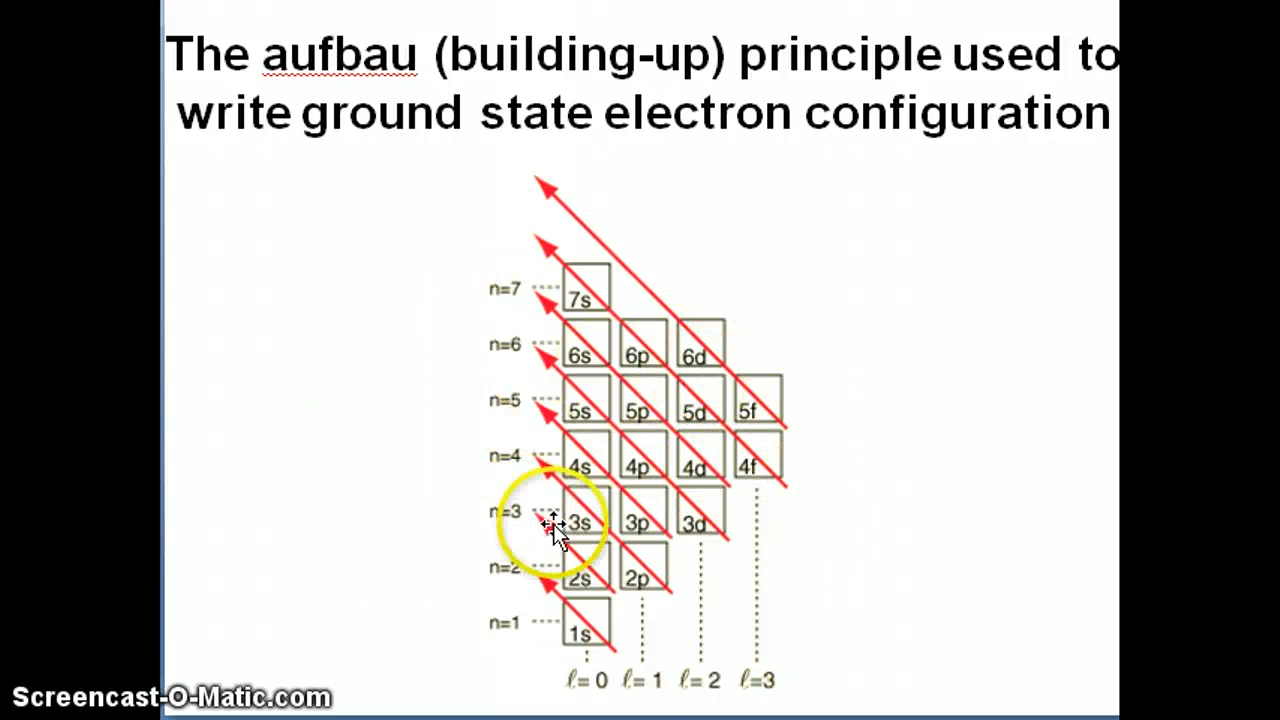 The aufbau (building-up) principle used to
write ground state electron configuration
n=7 7s
n=6 6s 6p 6d
n=5 5s 5p 5d 5f
n=4 4s 4p 4d 4f
n=3 3s 3p 3d
n=2 2s 2p
n=1 1s
ℓ= 0 ℓ= 1 ℓ= 2 ℓ=3
Screencast-O-Matic.com